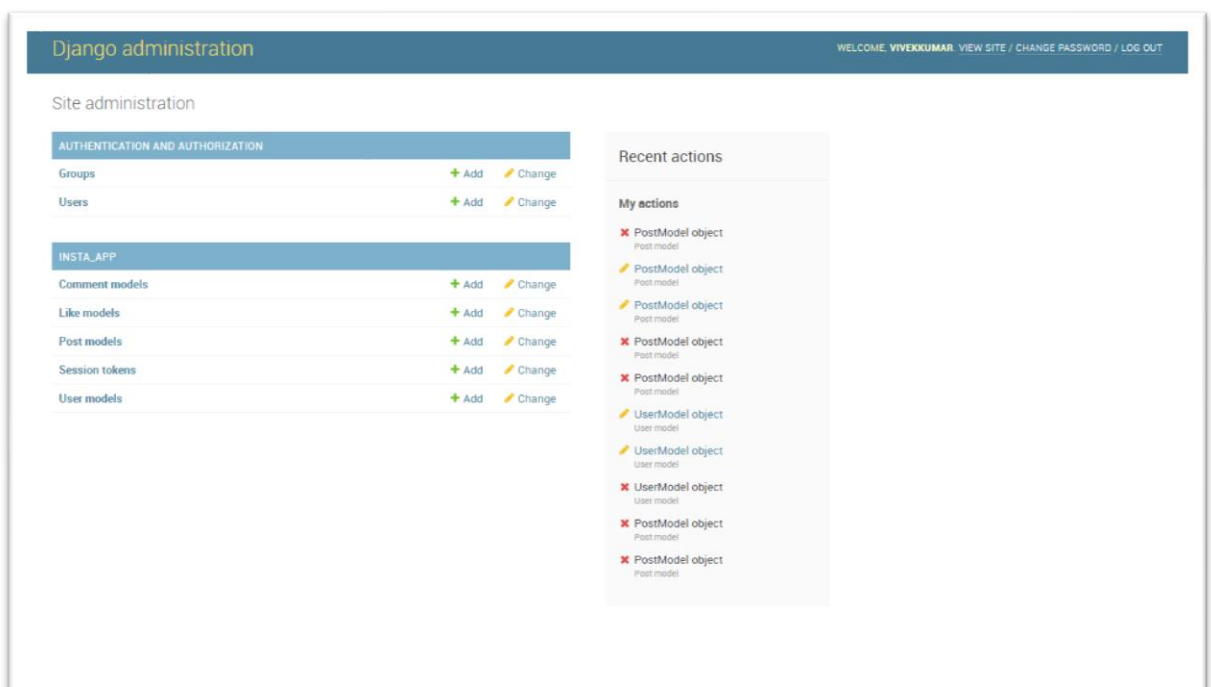 Django administration
WELCOME, VIVEKKUMAR. VIEW SITE / CHANGE PASSWORD / LOG OUT
Site administration
AUTHENTICATION AND AUTHORIZATION
Groups Add Change
Users Add Change
INSTA_APP
Comment models Add Change
Like models Add Change
Post models Add Change
Session tokens Add Change
User models Add Change
Recent actions
My actions
PostModel object
Post model
PostModel object
Post model
PostModel object
Post model
PostModel object
Post model
PostModel object
Post model
UserModel object
User model
UserModel object
User model
UserModel object
User model
PostModel object
Post model
PostModel object
Post model